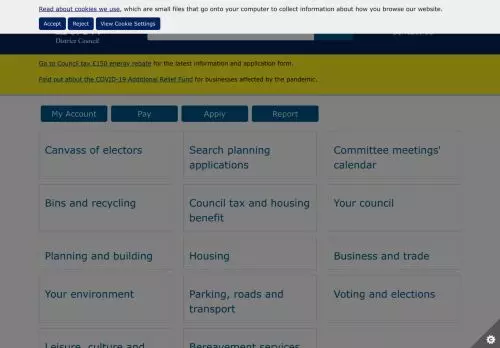 Read about cookies we use, which are small files that go onto your computer to collect information about how you browse our website.
Accept Reject View Cookie Settings
District Council
Go to Council tax £150 energy rebate for the latest information and application form.
Find out about the COVID-19 Additional Relief Fund for businesses affected by the pandemic.
My Account Pay Apply Report
Canvass of electors
Search planning
applications
Committee meetings'
calendar
Bins and recycling
Council tax and housing
benefit
Your council
Planning and building
Housing
Business and trade
Your environment
Parking, roads and
transport
Voting and elections
Leisure, culture and
Bereavement services